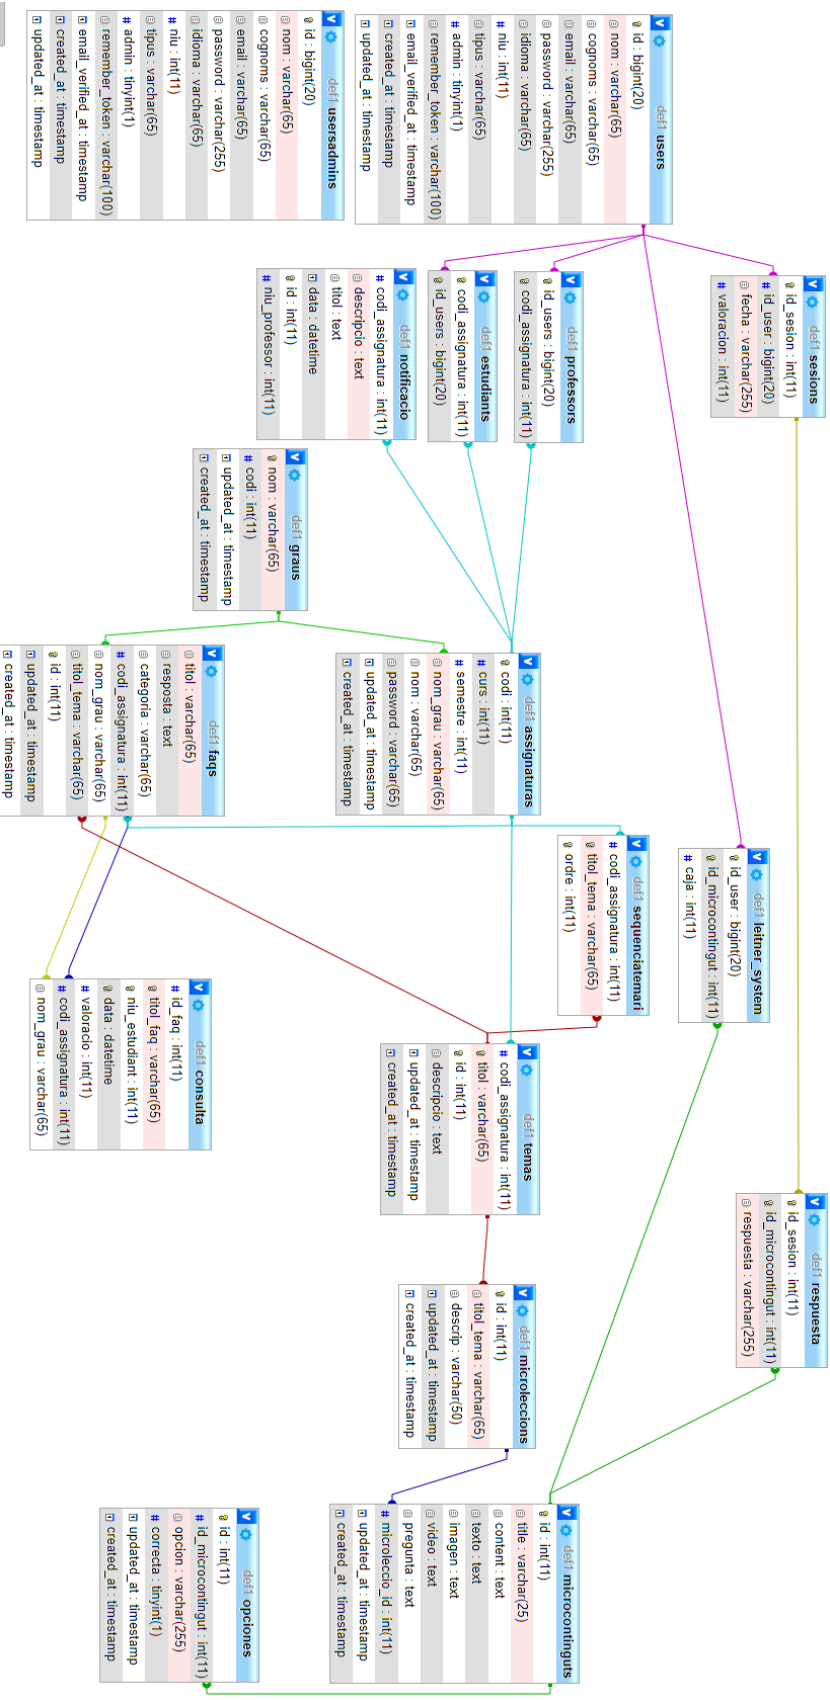 def1 users
id : bigint(20)
nom : varchar(65)
cognoms : varchar(65)
email : varchar(65)
password : varchar(255)
idioma : varchar(65)
niu : int(11)
tipus : varchar(65)
admin : tinyint(1)
remember_token : varchar(100)
email_verified_at : timestamp
created_at : timestamp
updated_at : timestamp
def1 usersadmins
id : bigint(20)
nom : varchar(65)
cognoms : varchar(65)
email : varchar(65)
password : varchar(255)
idioma : varchar(65)
niu : int(11)
tipus : varchar(65)
admin : tinyint(1)
remember_token : varchar(100)
email_verified_at : timestamp
created_at : timestamp
updated_at : timestamp
def1 sesions
id_sesion : int(11)
id_user : bigint(20)
fecha : varchar(255)
valoracion : int(11)
def1 professors
id_users : bigint(20)
codi_assignatura : int(11)
def1 estudiants
codi_assignatura : int(11)
id_users : bigint(20)
def1 notificacio
codi_assignatura : int(11)
descripcio : text
titol : text
data : datetime
id : int(11)
niu_professor : int(11)
def1 graus
nom : varchar(65)
codi : int(11)
updated_at : timestamp
created_at : timestamp
def1 assignaturas
codi : int(11)
curs : int(11)
semestre : int(11)
nom_grau : varchar(65)
nom : varchar(65)
password : varchar(65)
updated_at : timestamp
created_at : timestamp
def1 faqs
titol : varchar(65)
resposta : text
categoria : varchar(65)
codi_assignatura : int(11)
nom_grau : varchar(65)
titol_tema : varchar(65)
id : int(11)
updated_at : timestamp
created_at : timestamp
def1 leitner_system
id_user : bigint(20)
id_microcontingut : int(11)
caja : int(11)
def1 sequenciatemari
codi_assignatura : int(11)
titol_tema : varchar(65)
ordre : int(11)
def1 consulta
id_faq : int(11)
titol_faq : varchar(65)
niu_estudiant : int(11)
data : datetime
valoracio : int(11)
codi_assignatura : int(11)
nom_grau : varchar(65)
def1 temas
codi_assignatura : int(11)
titol : varchar(65)
id : int(11)
descripcio : text
updated_at : timestamp
created_at : timestamp
def1 respuesta
id_sesion : int(11)
id_microcontingut : int(11)
respuesta : varchar(255)
def1 microleccions
id : int(11)
titol_tema : varchar(65)
descrip : varchar(50)
updated_at : timestamp
created_at : timestamp
def1 microcontinguts
id : int(11)
title : varchar(25)
content : text
texto : text
imagen : text
video : text
pregunta : text
microleccio_id : int(11)
updated_at : timestamp
created_at : timestamp
def1 opciones
id : int(11)
id_microcontingut : int(11)
opcion : varchar(255)
correcta : tinyint(1)
updated_at : timestamp
created_at : timestamp